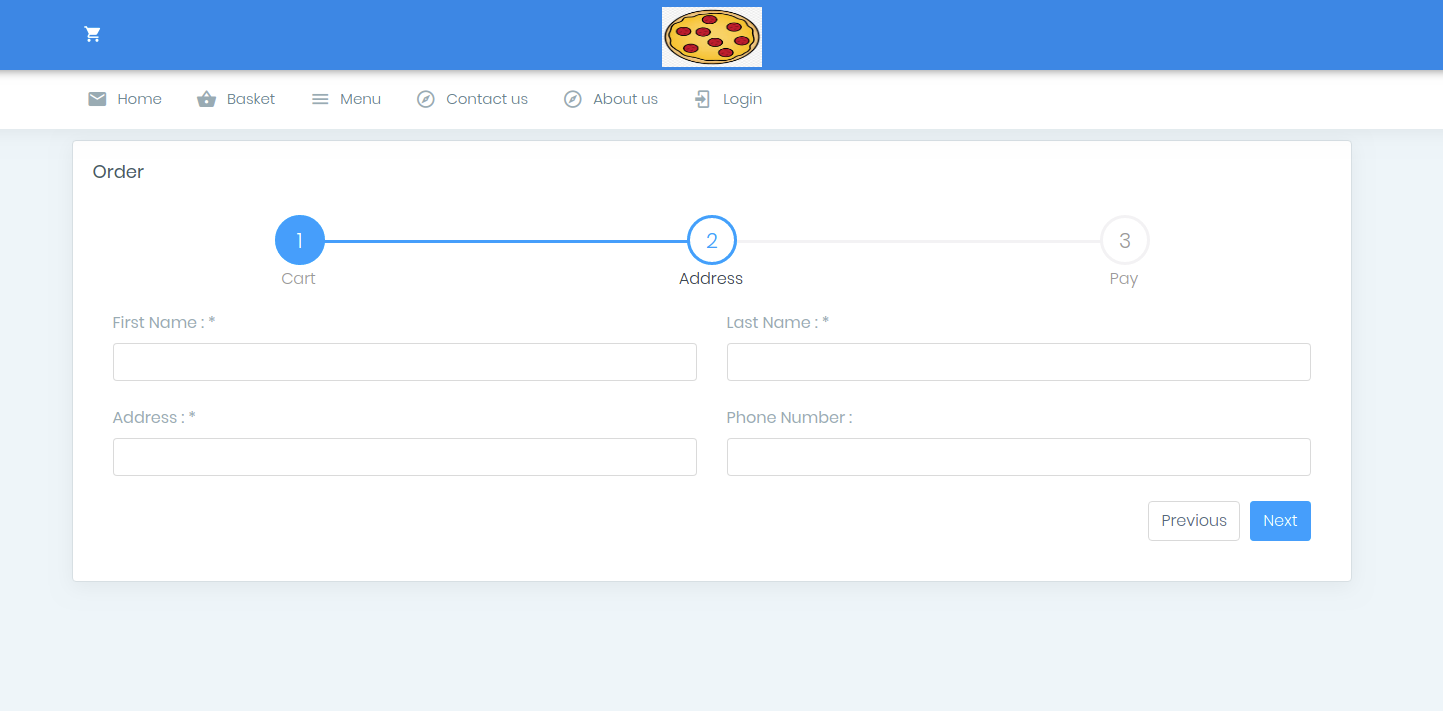 Home Basket Menu Contact us About us Login
Order
1 2 3
Cart Address Pay
First Name : * Last Name : *
Address : * Phone Number :
Previous Next